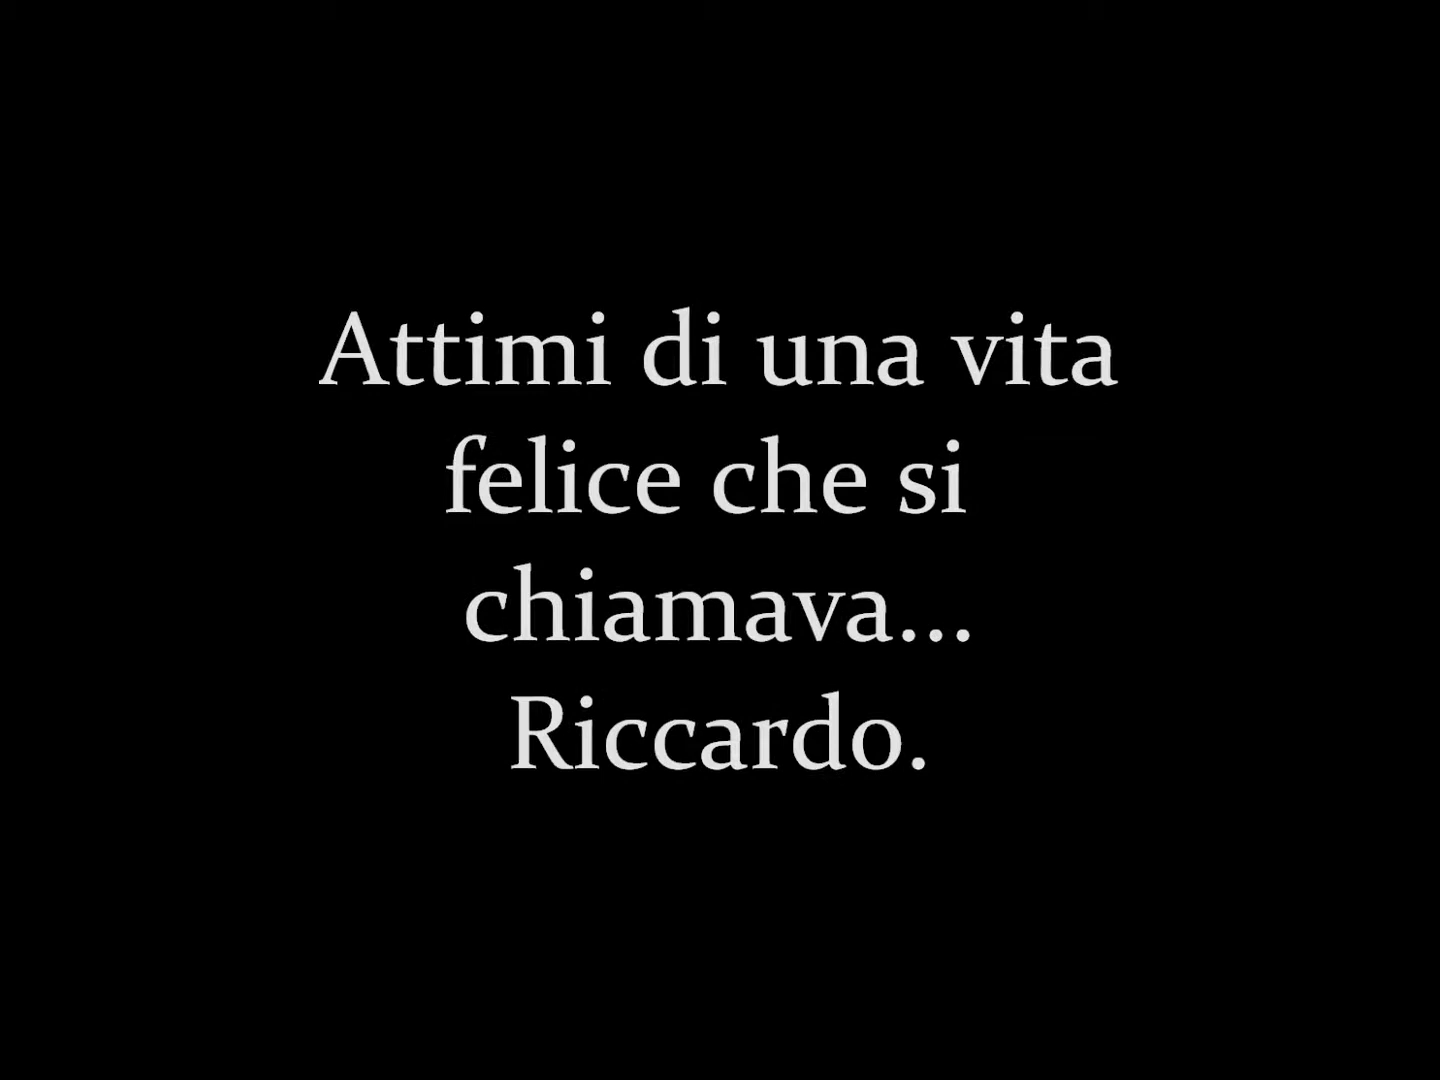 Attimi di una vita
felice che si
chiamava...
Riccardo.